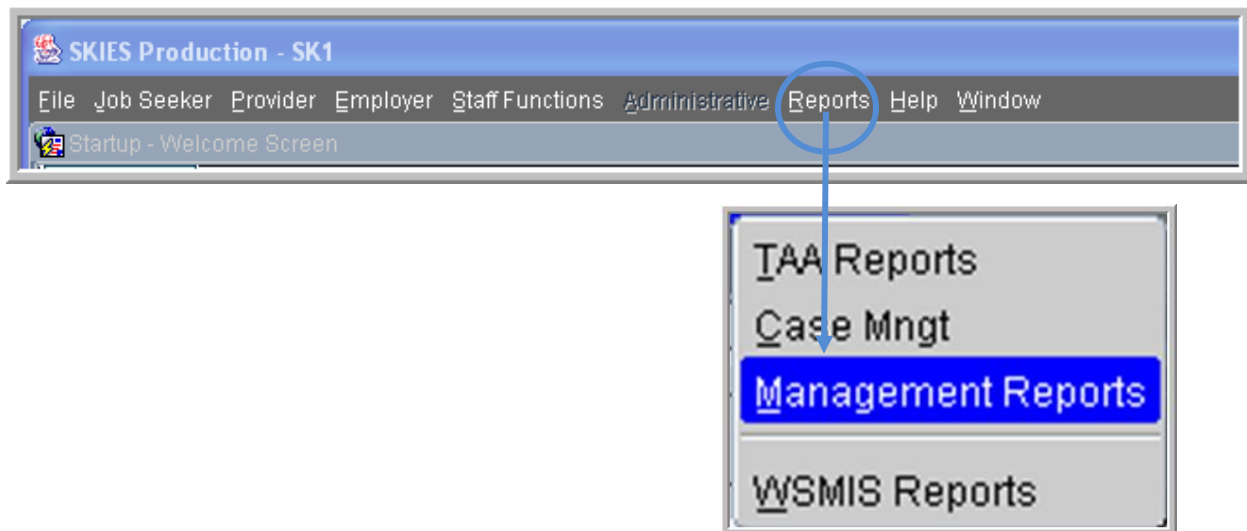 SKIES Production - SK1
File Job Seeker Provider Employer Staff Functions Administrative Reports Help Window
Startup - Welcome Screen
TAA Reports
Case Mngt
Management Reports
WSMIS Reports